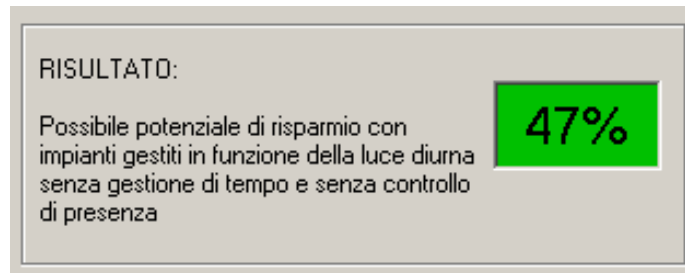 RISULTATO:
Possibile potenziale di risparmio con
impianti gestiti in funzione della luce diurna
senza gestione di tempo e senza controllo
di presenza
47%